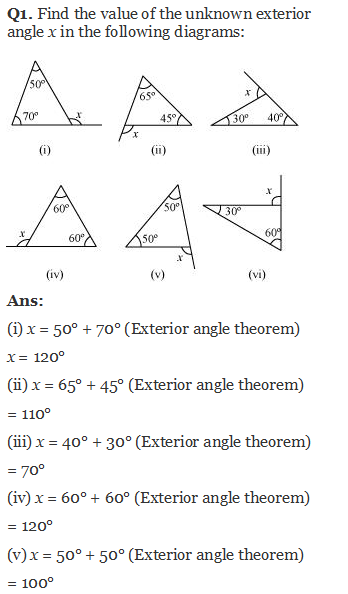 Q1. Find the value of the unknown exterior
angle x in the following diagrams:
50° 65° x
70° x 45° 30° 40°
x
(i) (ii) (iii)
60° 50° x
x 60° 50° 30° 60°
x
(iv) (v) (vi)
Ans:
(i) x = 50° + 70° (Exterior angle theorem)
x = 120°
(ii) x = 65° + 45° (Exterior angle theorem)
= 110°
(iii) x = 40° + 30° (Exterior angle theorem)
= 70°
(iv) x = 60° + 60° (Exterior angle theorem)
= 120°
(v) x = 50° + 50° (Exterior angle theorem)
= 100°